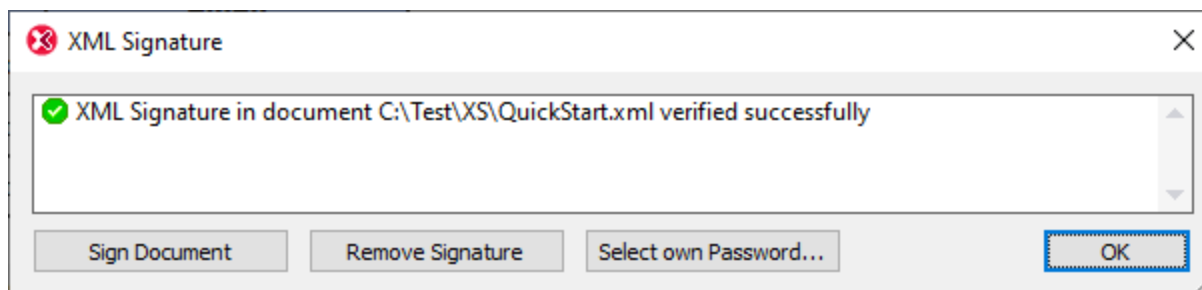 XML Signature
XML Signature in document C:\Test\XS\QuickStart.xml verified successfully
Sign Document
Remove Signature
Select own Password...
OK